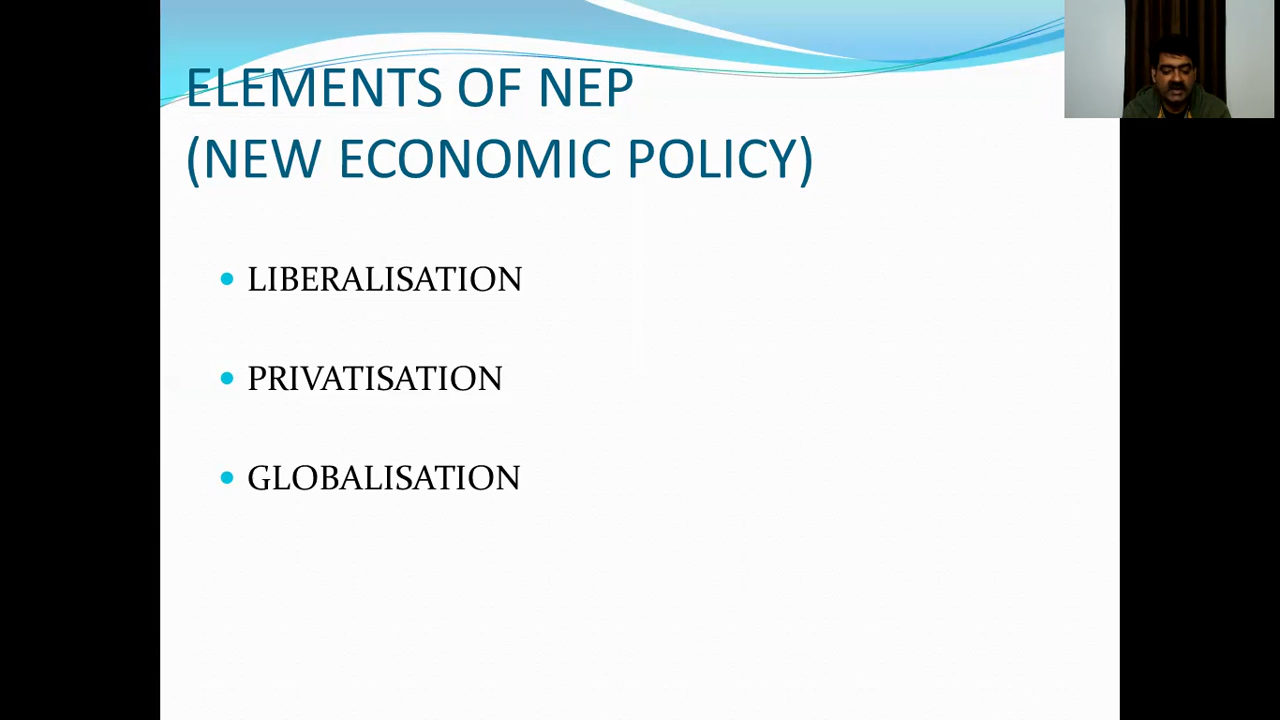 ELEMENTS OF NEP
(NEW ECONOMIC POLICY)
• LIBERALISATION
• PRIVATISATION
• GLOBALISATION